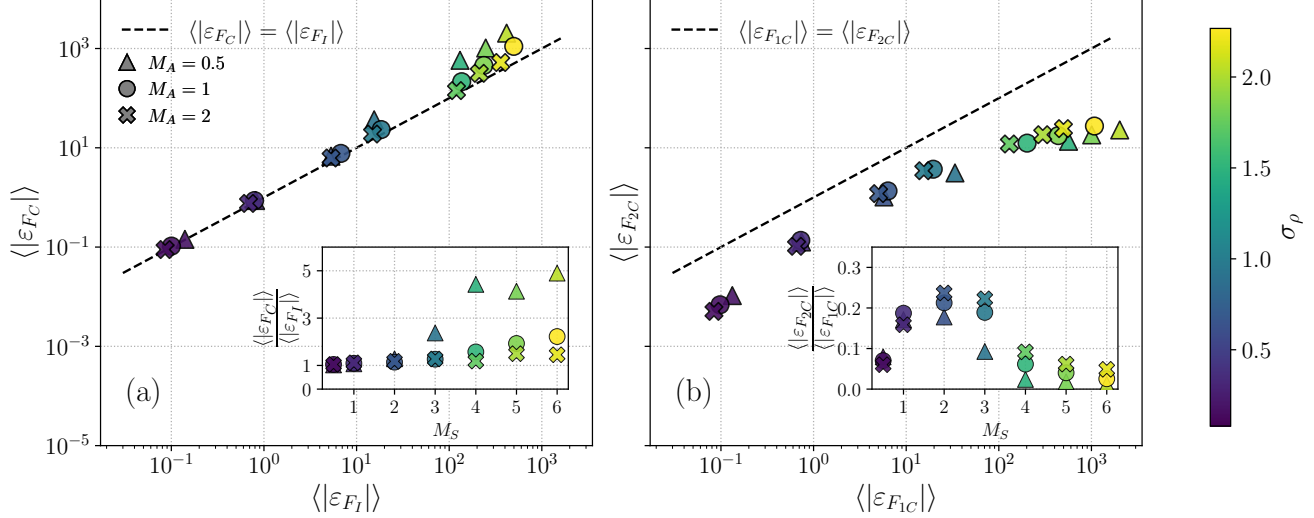 ⟨|ε_{F_C}|⟩ = ⟨|ε_{F_I}|⟩
M_A = 0.5
M_A = 1
M_A = 2
10^3
10^1
10^{-1}
10^{-3}
10^{-5}
⟨|ε_{F_C}|⟩
(a)
⟨|ε_{F_C}|⟩
⟨|ε_{F_I}|⟩
5
3
1
0
1 2 3 4 5 6
M_S
10^{-1} 10^0 10^1 10^2 10^3
⟨|ε_{F_I}|⟩
⟨|ε_{F_{1C}}|⟩ = ⟨|ε_{F_{2C}}|⟩
⟨|ε_{F_{2C}}|⟩
(b)
⟨|ε_{F_{2C}}|⟩
⟨|ε_{F_{1C}}|⟩
0.3
0.2
0.1
0.0
1 2 3 4 5 6
M_S
10^{-1} 10^0 10^1 10^2 10^3
⟨|ε_{F_{1C}}|⟩
2.0
1.5
1.0
0.5
σ_ρ